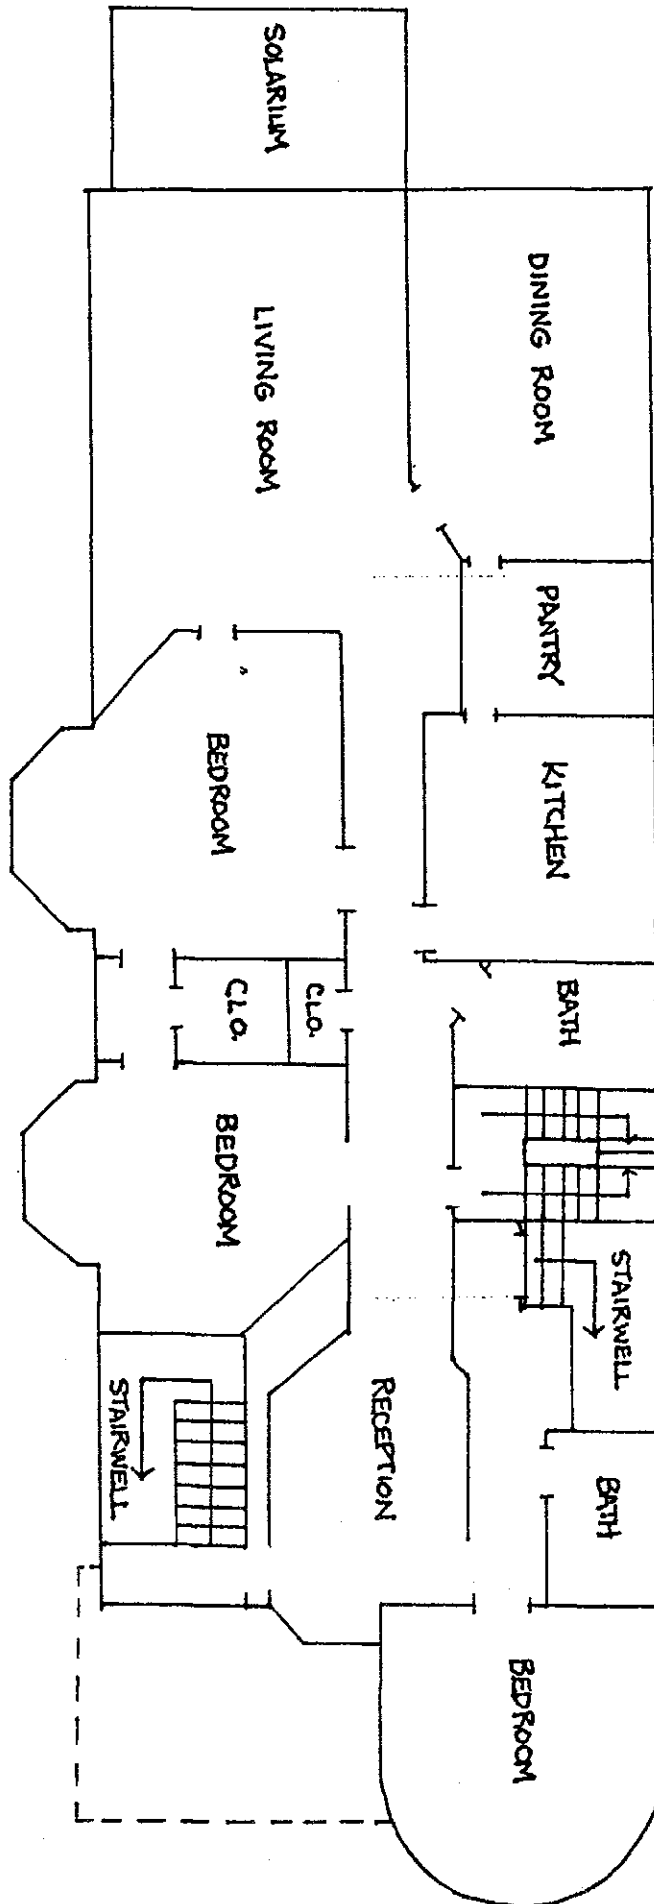 SOLARIUM
DINING ROOM
LIVING ROOM
PANTRY
KITCHEN
BEDROOM
BATH
CLO.
CLO.
BEDROOM
STAIRWELL
RECEPTION
STAIRWELL
BATH
BEDROOM